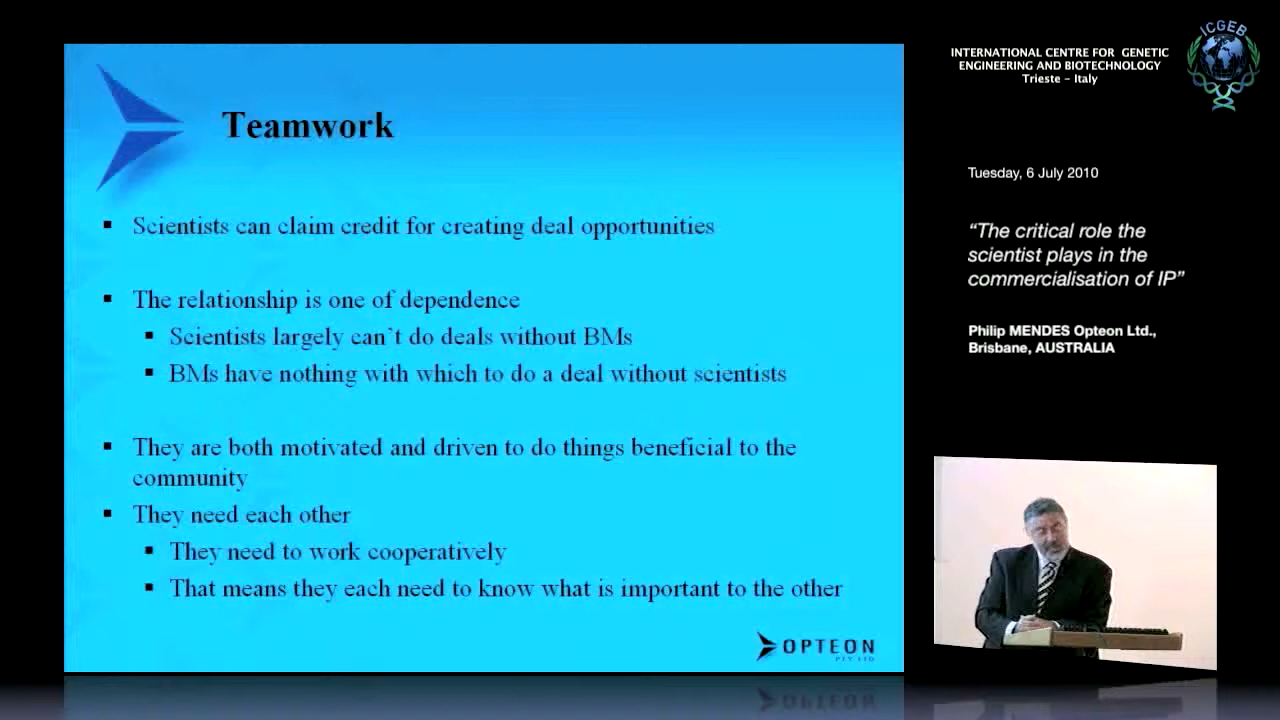 Teamwork
Scientists can claim credit for creating deal opportunities
The relationship is one of dependence
Scientists largely can`t do deals without BMs
BMs have nothing with which to do a deal without scientists
They are both motivated and driven to do things beneficial to the
community
They need each other
They need to work cooperatively
That means they each need to know what is important to the other
OPTEON
PTY LTD
INTERNATIONAL CENTRE FOR GENETIC
ENGINEERING AND BIOTECHNOLOGY
Trieste - Italy
ICGEB
Tuesday, 6 July 2010
“The critical role the
scientist plays in the
commercialisation of IP”
Philip MENDES Opteon Ltd.,
Brisbane, AUSTRALIA